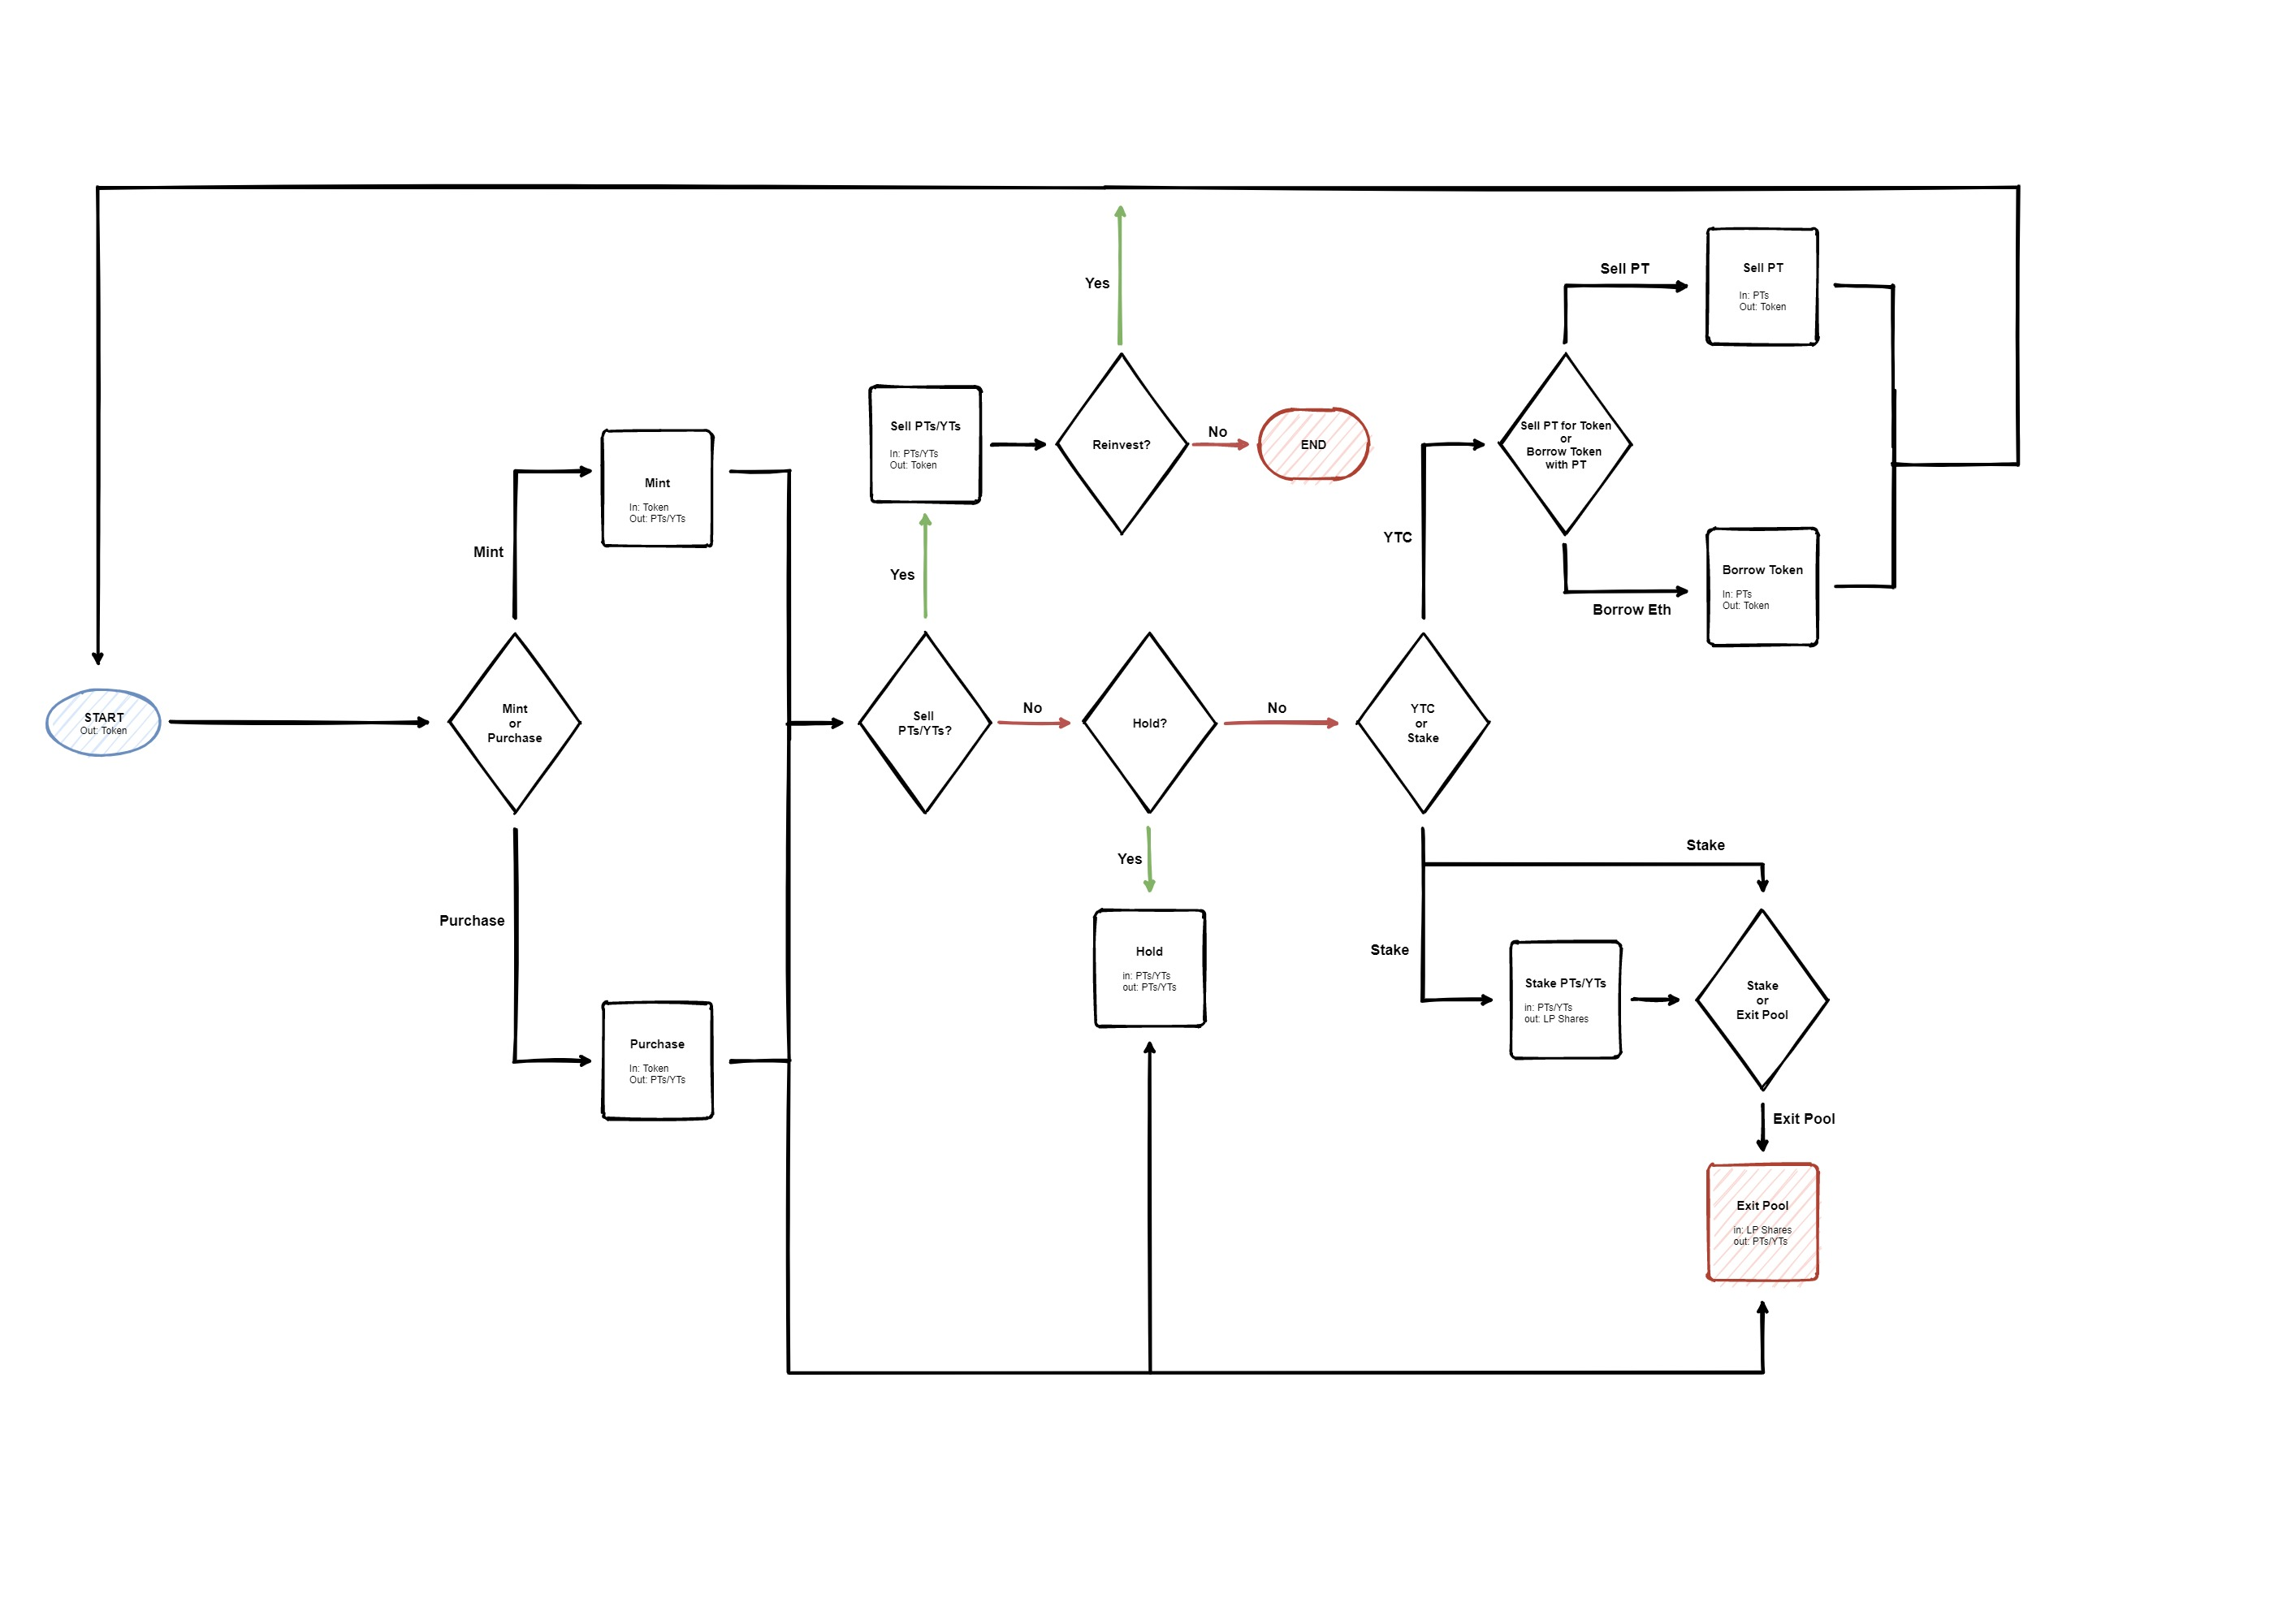 Sell PT
Sell PT
In: PTs
Out: Token
Yes
Sell PTs/YTs
In: PTs/YTs
Out: Token
Reinvest?
No
END
Sell PT for Token
or
Borrow Token
with PT
Mint
In: Token
Out: PTs/YTs
Mint
Yes
YTC
Borrow Token
In: PTs
Out: Token
Borrow Eth
START
Out: Token
Mint
or
Purchase
Sell
PTs/YTs?
No
Hold?
No
YTC
or
Stake
Yes
Stake
Purchase
Hold
in: PTs/YTs
out: PTs/YTs
Stake
Stake PTs/YTs
in: PTs/YTs
out: LP Shares
Stake
or
Exit Pool
Purchase
In: Token
Out: PTs/YTs
Exit Pool
Exit Pool
in: LP Shares
out: PTs/YTs